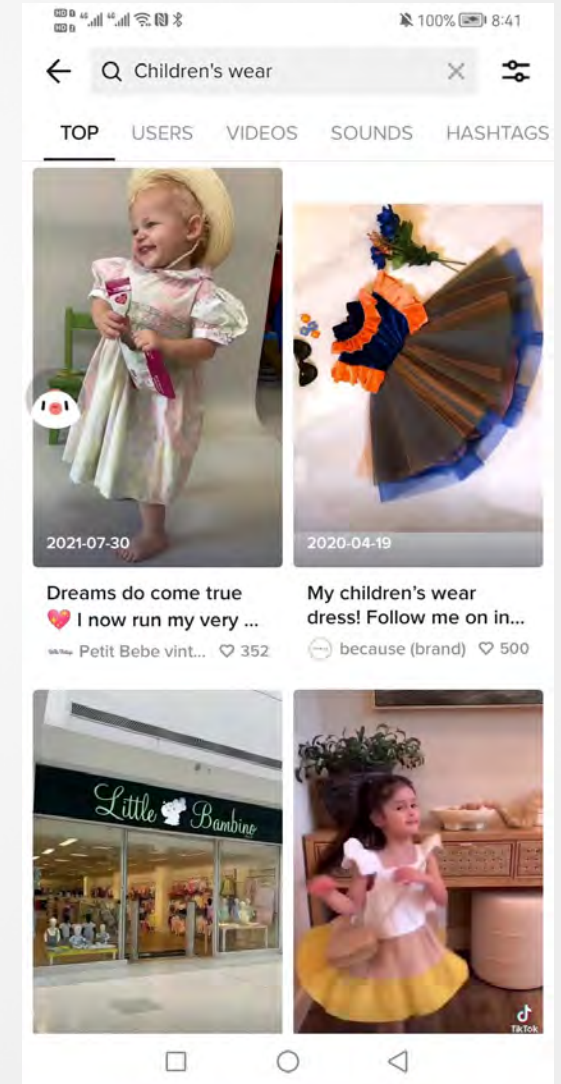 100% 8:41
Children's wear
TOP USERS VIDEOS SOUNDS HASHTAGS
2021-07-30
2020-04-19
Dreams do come true
💖 I now run my very ...
Petit Bebe vint... ♡ 352
My children's wear
dress! Follow me on in...
because (brand) ♡ 500
Little Bambino
TikTok